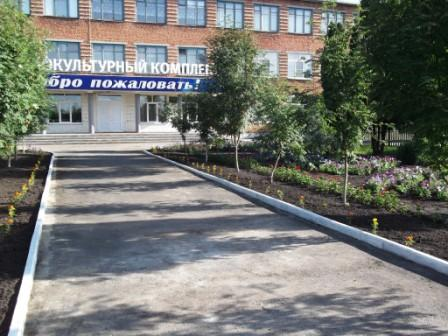 ОКУЛЬТУРНЫЙ КОМПЛЕ
бро пожаловать!